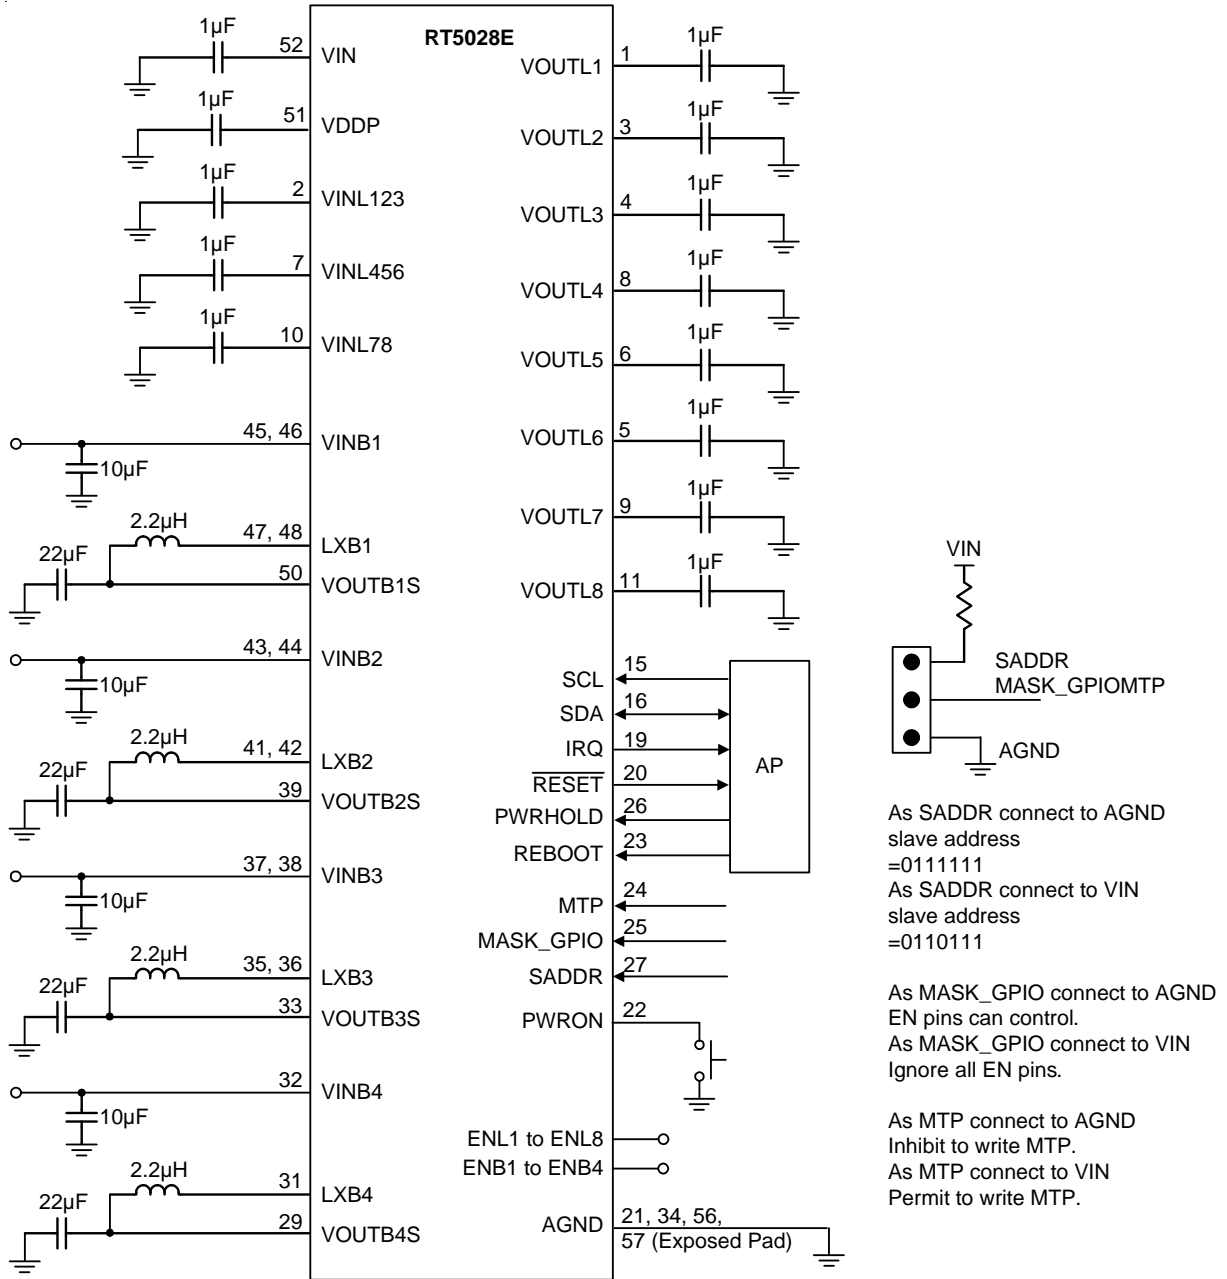 RT5028E
1µF
52
VIN
1µF
51
VDDP
1µF
2
VINL123
1µF
7
VINL456
1µF
10
VINL78
45, 46
VINB1
10µF
2.2µH
47, 48
LXB1
22µF
50
VOUTB1S
43, 44
VINB2
10µF
2.2µH
41, 42
LXB2
22µF
39
VOUTB2S
37, 38
VINB3
10µF
2.2µH
35, 36
LXB3
22µF
33
VOUTB3S
32
VINB4
10µF
2.2µH
31
LXB4
22µF
29
VOUTB4S
VOUTL1
1
1µF
VOUTL2
3
1µF
VOUTL3
4
1µF
VOUTL4
8
1µF
VOUTL5
6
1µF
VOUTL6
5
1µF
VOUTL7
9
1µF
VOUTL8
11
1µF
SCL
15
SDA
16
IRQ
19
RESET
20
PWRHOLD
26
REBOOT
23
AP
MTP
24
MASK_GPIO
25
SADDR
27
PWRON
22
ENL1 to ENL8
ENB1 to ENB4
AGND
21, 34, 56,
57 (Exposed Pad)
VIN
SADDR
MASK_GPIOMTP
AGND
As SADDR connect to AGND
slave address
=0111111
As SADDR connect to VIN
slave address
=0110111
As MASK_GPIO connect to AGND
EN pins can control.
As MASK_GPIO connect to VIN
Ignore all EN pins.
As MTP connect to AGND
Inhibit to write MTP.
As MTP connect to VIN
Permit to write MTP.